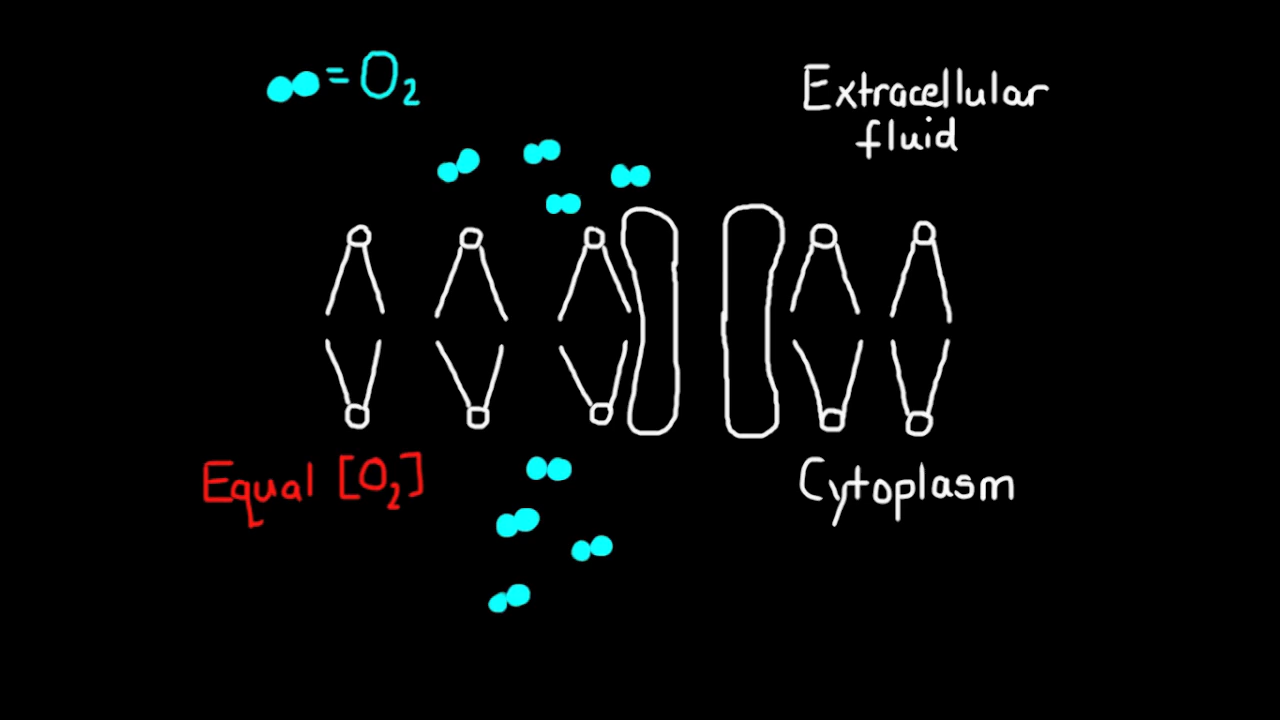 = O₂
Extracellular
fluid
Equal [O₂]
Cytoplasm